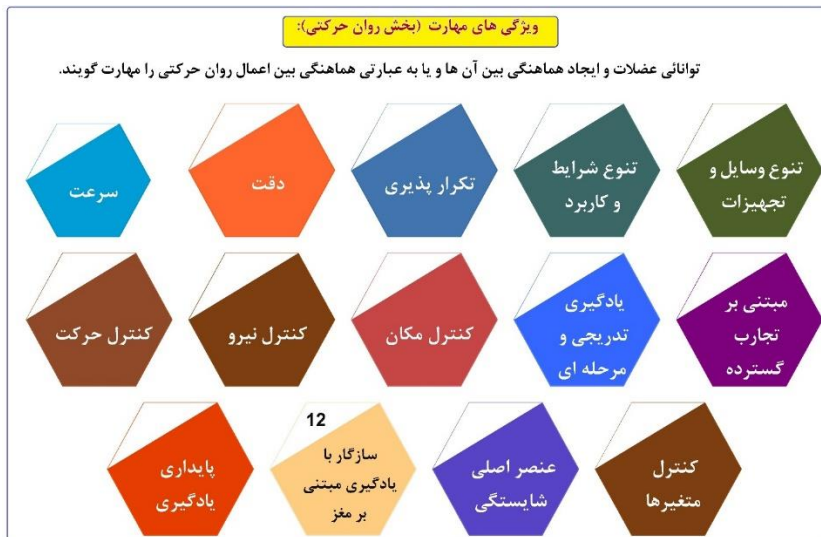 ویژگی های مهارت (بخش روان حرکتی):
توانائی عضلات و ایجاد هماهنگی بین آن ها و یا به عبارتی هماهنگی بین اعمال روان حرکتی را مهارت گویند.
تنوع وسایل و
تجهیزات
تنوع شرایط
و کاربرد
تکرار پذیری
دقت
سرعت
مبتنی بر
تجارب
گسترده
یادگیری
تدریجی و
مرحله ای
کنترل مکان
کنترل نیرو
کنترل حرکت
کنترل
متغیرها
عنصر اصلی
شایستگی
12
سازگار با
یادگیری مبتنی
بر مغز
پایداری
یادگیری